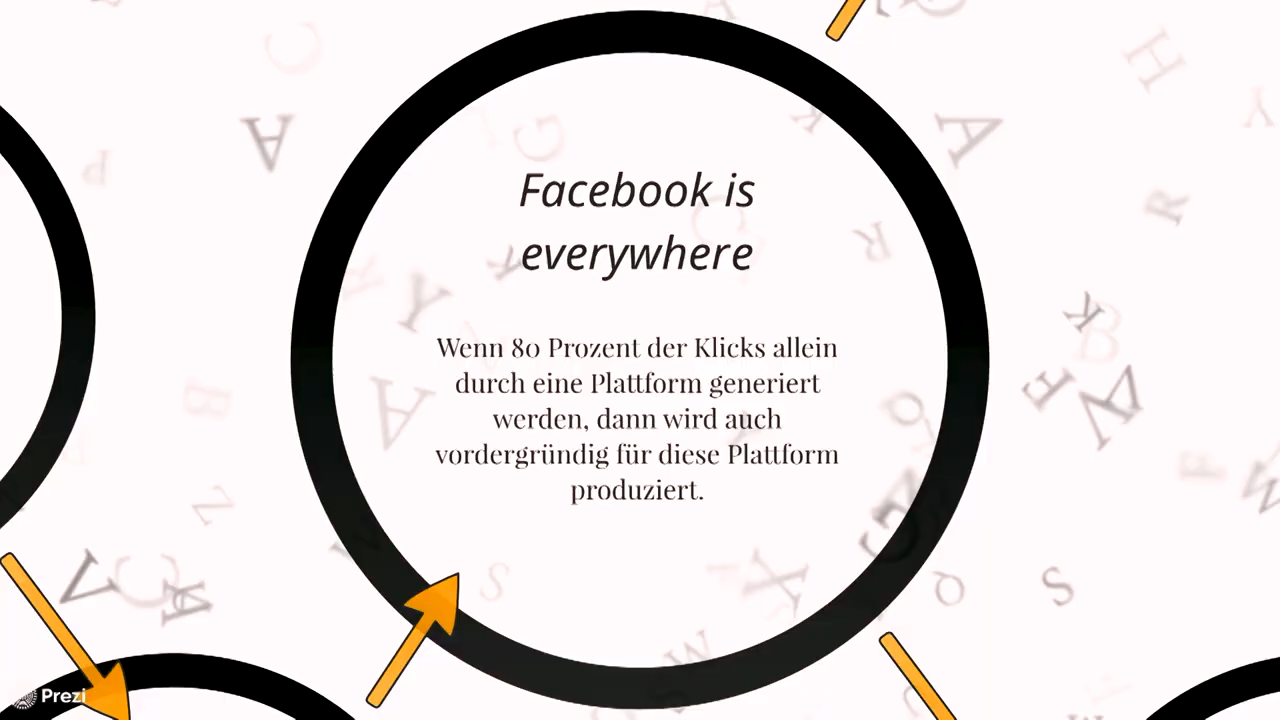 Facebook is
everywhere
Wenn 80 Prozent der Klicks allein
durch eine Plattform generiert
werden, dann wird auch
vordergründig für diese Plattform
produziert.
Prezi